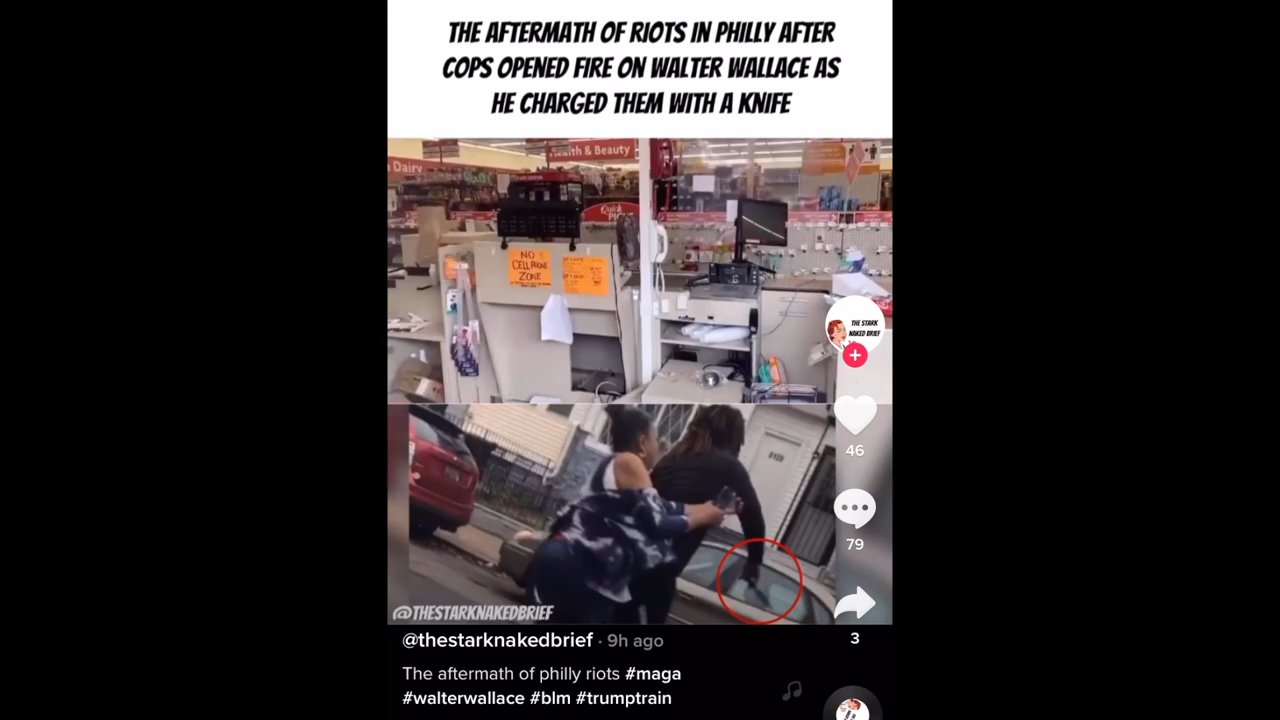 THE AFTERMATH OF RIOTS IN PHILLY AFTER
COPS OPENED FIRE ON WALTER WALLACE AS
HE CHARGED THEM WITH A KNIFE
Dairy
Health & Beauty
Quick
NO
CELL PHONE
ZONE
THE STARK
NAKED BRIEF
46
79
@THESTARKNAKEDBRIEF
@thestarknakedbrief · 9h ago
3
The aftermath of philly riots #maga
#walterwallace #blm #trumptrain